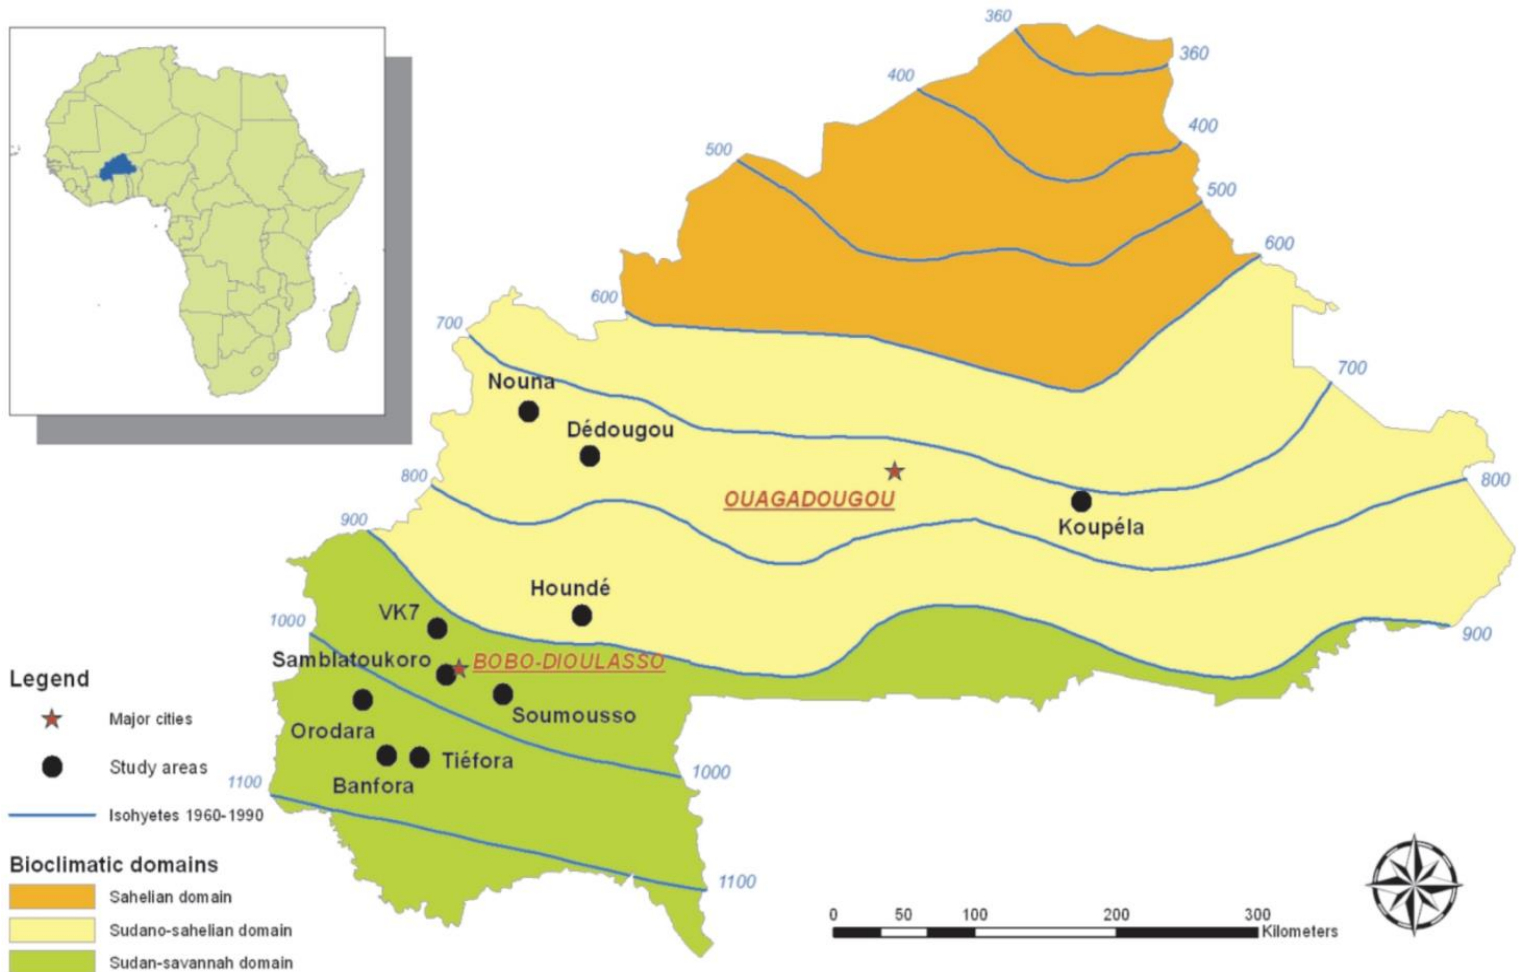 360
360
400
400
500
500
600
600
700
700
Nouna
Dédougou
OUAGADOUGOU
Koupéla
800
800
900
900
Houndé
VK7
1000
Samblatoukoro
BOBO-DIOULASSO
Soumousso
Orodara
Tiéfora
Banfora
1000
1100
1100
Legend
Major cities
Study areas
Isohyetes 1960-1990
Bioclimatic domains
Sahelian domain
Sudano-sahelian domain
Sudan-savannah domain
0 50 100 200 300
Kilometers